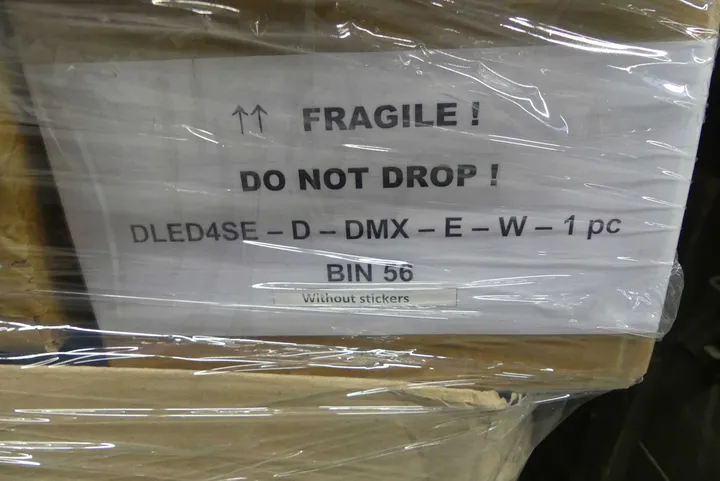 ↑↑ FRAGILE !
DO NOT DROP !
DLED4SE – D – DMX – E – W – 1 pc
BIN 56
Without stickers